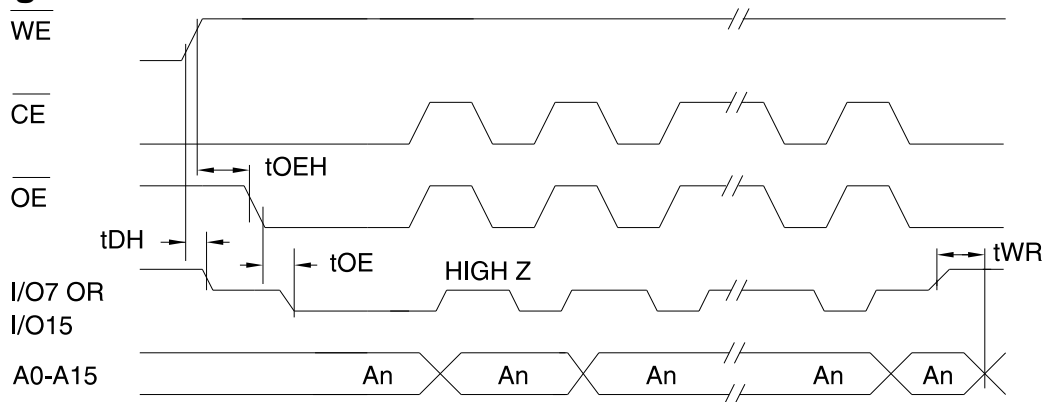 WE
CE
tOEH
OE
tDH
tOE
HIGH Z
tWR
I/O7 OR
I/O15
A0-A15
An
An
An
An
An